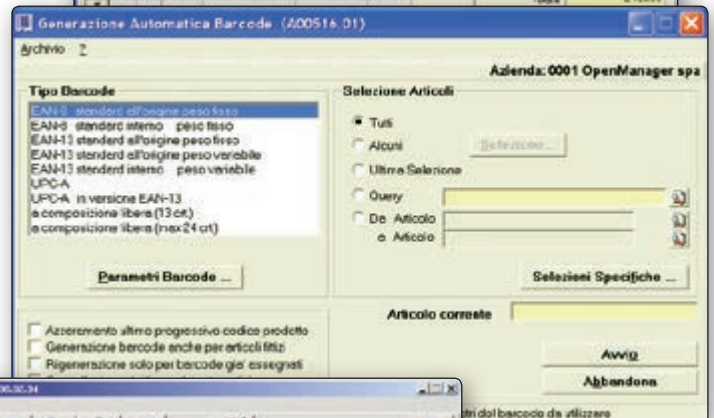 Generazione Automatica Barcode (A00516.01)
Archivio ?
Azienda: 0001 OpenManager spa
Tipo Barcode
EAN-8 standard all'origine peso fisso
EAN-8 standard interno peso fisso
EAN-13 standard all'origine peso fisso
EAN-13 standard all'origine peso variabile
EAN-13 standard interno peso variabile
UPC-A
UPC-A in versione EAN-13
a composizione libera (13 crt.)
a composizione libera (max 24 crt)
Parametri Barcode ...
Selezione Articoli
Tutti
Alcuni
Selezione...
Ultima Selezione
Query
Da Articolo
a Articolo
Selezioni Specifiche ...
Articolo corrente
Azzeramento ultimo progressivo codice prodotto
Generazione barcode anche per articoli fittizi
Rigenerazione solo per barcode gia' assegnati
Avvio
Abbandona
tri del barcode da utilizzare